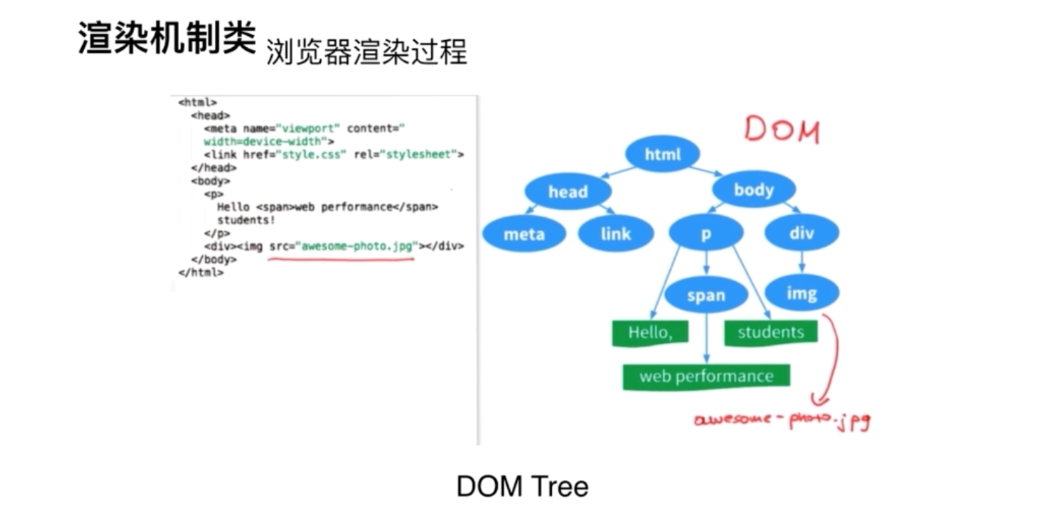 渲染机制类 浏览器渲染过程
<html>
<head>
<meta name="viewport" content="
width=device-width">
<link href="style.css" rel="stylesheet">
</head>
<body>
<p>
Hello <span>web performance</span>
students!
</p>
<div><img src="awesome-photo.jpg"></div>
</body>
</html>
DOM
html
head
body
meta
link
p
div
span
img
Hello,
students
web performance
awesome-photo.jpg
DOM Tree